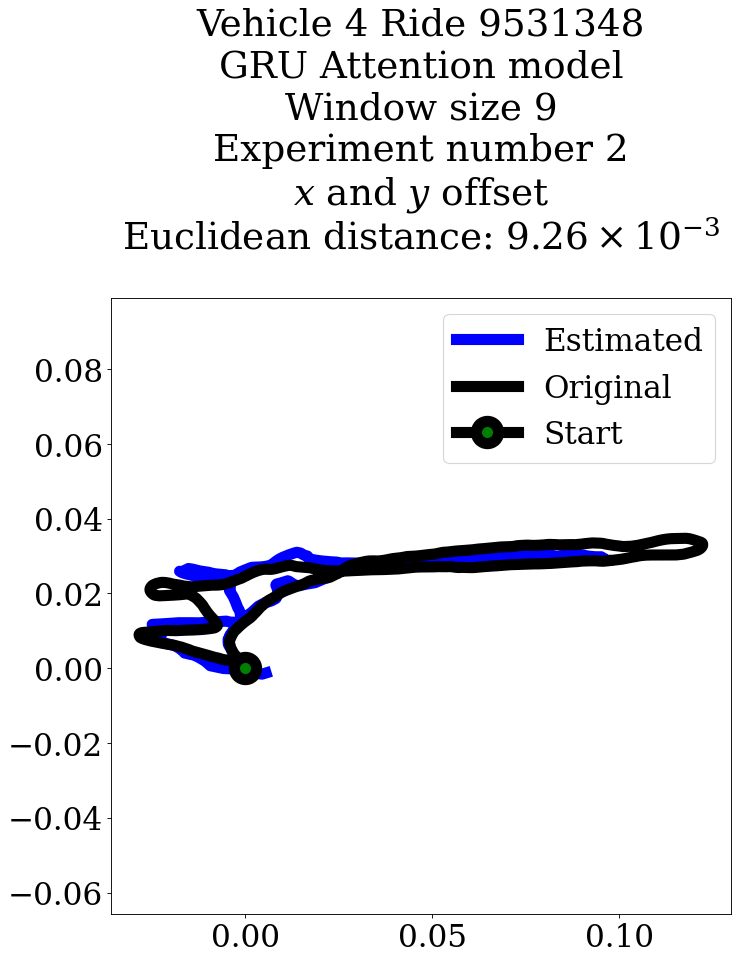 Vehicle 4 Ride 9531348
GRU Attention model
Window size 9
Experiment number 2
x and y offset
Euclidean distance: 9.26 × 10⁻³
Estimated
Original
Start
0.08
0.06
0.04
0.02
0.00
−0.02
−0.04
−0.06
0.00 0.05 0.10